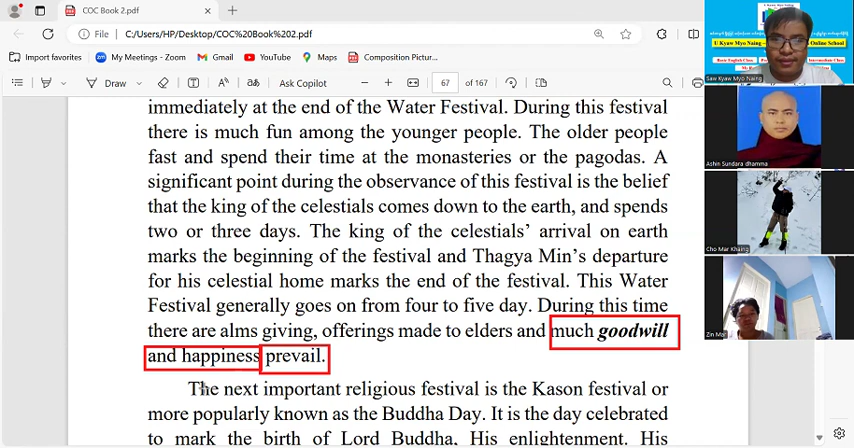 COC Book 2.pdf
File
C:/Users/HP/Desktop/COC Book%202.pdf
Import favorites
My Meetings - Zoom
Gmail
YouTube
Maps
Composition Pictur...
Draw
Ask Copilot
67
of 167
immediately at the end of the Water Festival. During this festival
there is much fun among the younger people. The older people
fast and spend their time at the monasteries or the pagodas. A
significant point during the observance of this festival is the belief
that the king of the celestials comes down to the earth, and spends
two or three days. The king of the celestials' arrival on earth
marks the beginning of the festival and Thagya Min's departure
for his celestial home marks the end of the festival. This Water
Festival generally goes on from four to five day. During this time
there are alms giving, offerings made to elders and much goodwill
and happiness prevail.
The next important religious festival is the Kason festival or
more popularly known as the Buddha Day. It is the day celebrated
to mark the birth of Lord Buddha, His enlightenment. His
U Kyaw Myo Naing
Online School
Basic English Class
Intermediate Class
Saw Kyaw Myo Naing
Ashin Sundara dhamma
Cho Mar Khaing
Zin Mar